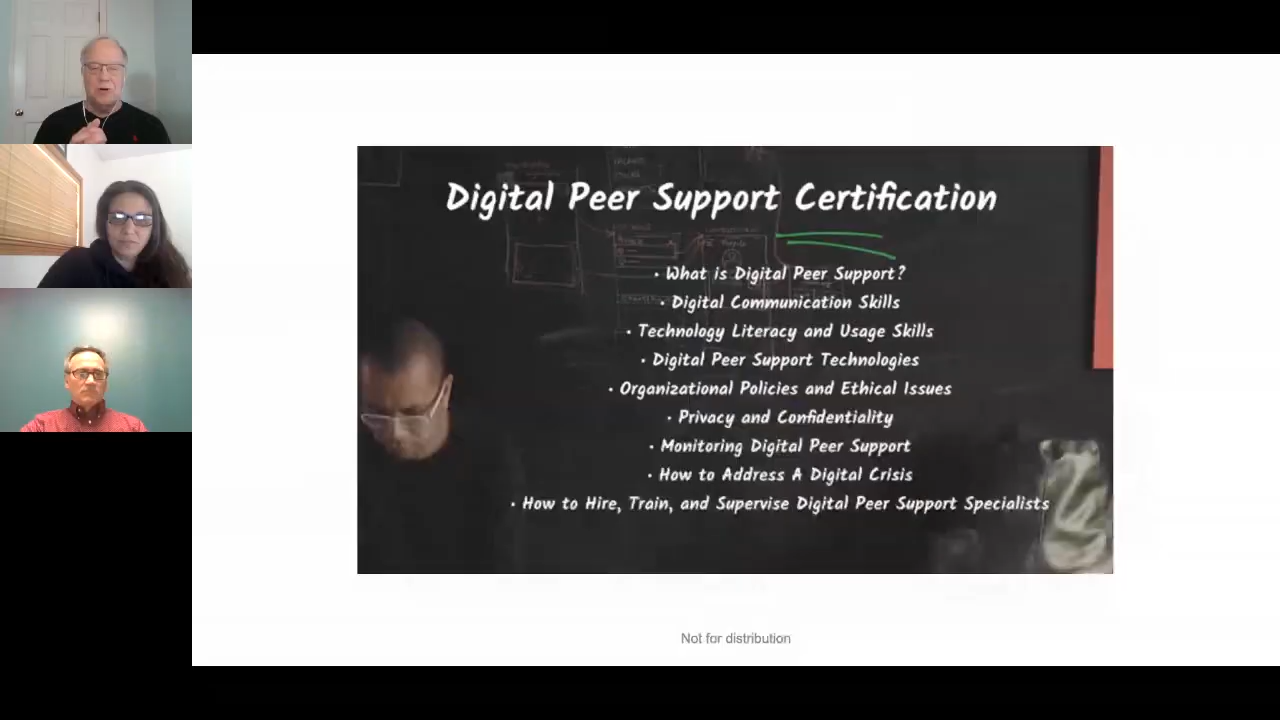 Digital Peer Support Certification
• What is Digital Peer Support?
• Digital Communication Skills
• Technology Literacy and Usage Skills
• Digital Peer Support Technologies
• Organizational Policies and Ethical Issues
• Privacy and Confidentiality
• Monitoring Digital Peer Support
• How to Address A Digital Crisis
• How to Hire, Train, and Supervise Digital Peer Support Specialists
Not for distribution